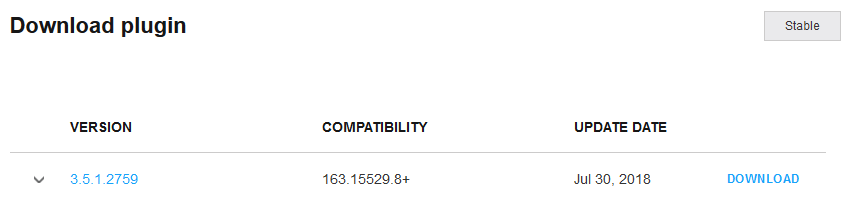 Download plugin
Stable
VERSION COMPATIBILITY UPDATE DATE
3.5.1.2759 163.15529.8+ Jul 30, 2018 DOWNLOAD